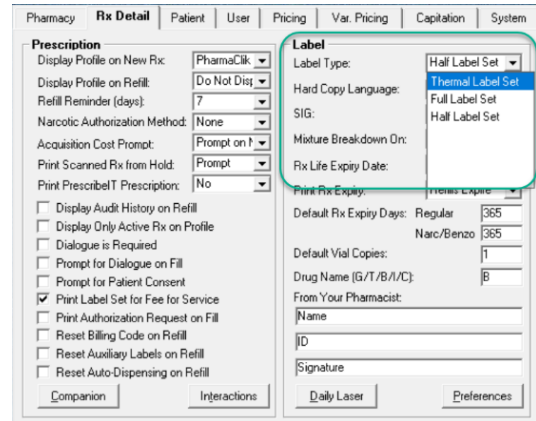 Pharmacy Rx Detail Patient User Pricing Var. Pricing Capitation System
Prescription
Display Profile on New Rx: PharmaClik
Display Profile on Refill: Do Not Disp
Refill Reminder (days): 7
Narcotic Authorization Method: None
Acquisition Cost Prompt: Prompt on N
Print Scanned Rx from Hold: Prompt
Print PrescribeIT Prescription: No
Display Audit History on Refill
Display Only Active Rx on Profile
Dialogue is Required
Prompt for Dialogue on Fill
Prompt for Patient Consent
Print Label Set for Fee for Service
Print Authorization Request on Fill
Reset Billing Code on Refill
Reset Auxiliary Labels on Refill
Reset Auto-Dispensing on Refill
Companion Interactions
Label
Label Type: Half Label Set
Thermal Label Set
Hard Copy Language:
Full Label Set
SIG:
Half Label Set
Mixture Breakdown On:
Rx Life Expiry Date:
Print Rx Expiry: Refills Expire
Default Rx Expiry Days: Regular 365
Narc/Benzo 365
Default Vial Copies: 1
Drug Name (G/T/B/I/C): B
From Your Pharmacist:
Name
ID
Signature
Daily Laser Preferences